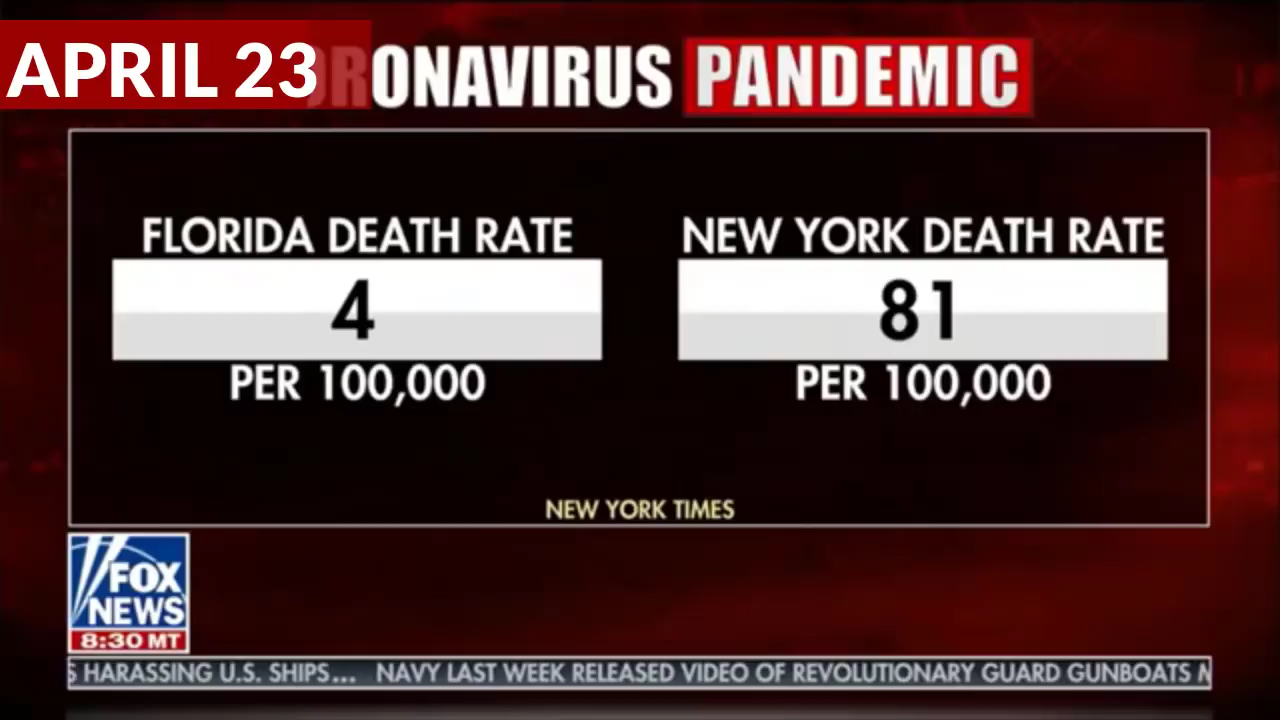 APRIL 23
RONAVIRUS PANDEMIC
FLORIDA DEATH RATE
4
PER 100,000
NEW YORK DEATH RATE
81
PER 100,000
NEW YORK TIMES
FOX
NEWS
8:30 MT
S HARASSING U.S. SHIPS... NAVY LAST WEEK RELEASED VIDEO OF REVOLUTIONARY GUARD GUNBOATS M